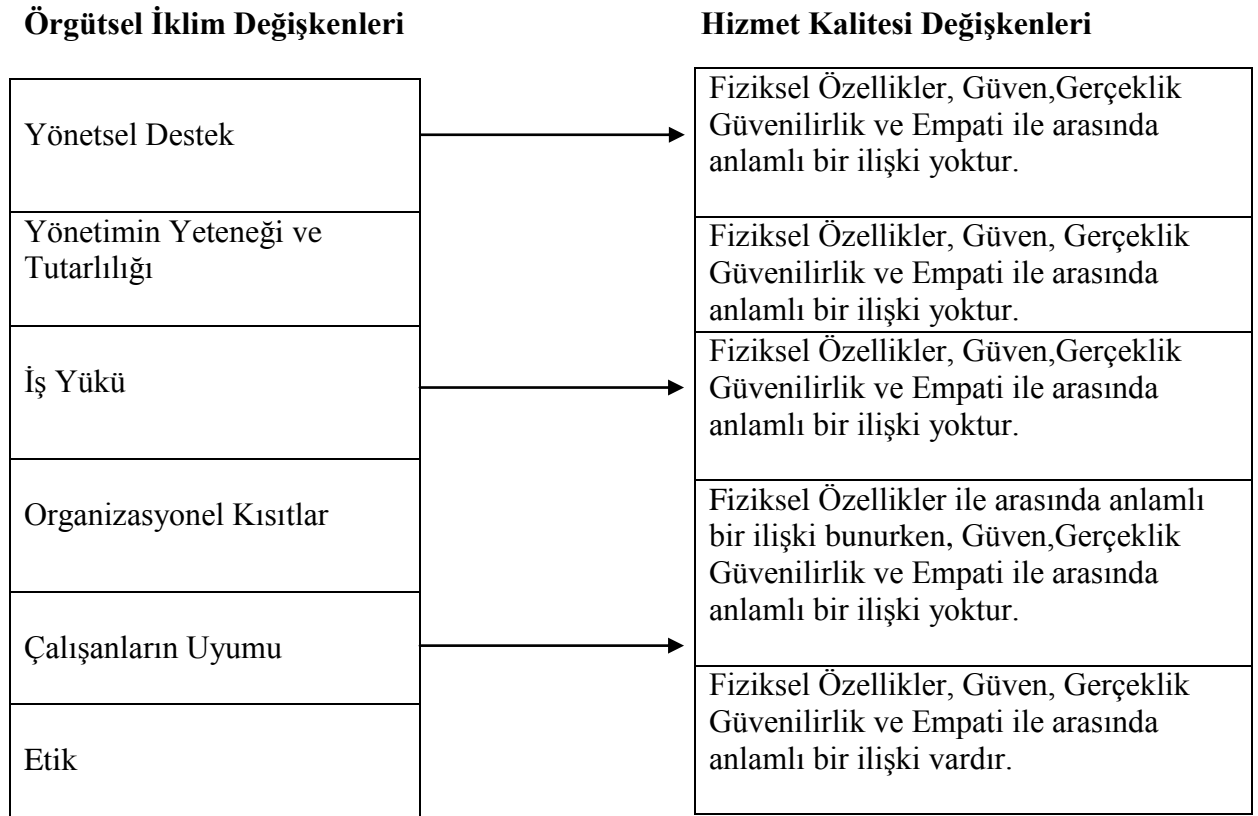 Örgütsel İklim Değişkenleri
Yönetsel Destek
Yönetimin Yeteneği ve
Tutarlılığı
İş Yükü
Organizasyonel Kısıtlar
Çalışanların Uyumu
Etik
Hizmet Kalitesi Değişkenleri
Fiziksel Özellikler, Güven,Gerçeklik
Güvenilirlik ve Empati ile arasında
anlamlı bir ilişki yoktur.
Fiziksel Özellikler, Güven, Gerçeklik
Güvenilirlik ve Empati ile arasında
anlamlı bir ilişki yoktur.
Fiziksel Özellikler, Güven,Gerçeklik
Güvenilirlik ve Empati ile arasında
anlamlı bir ilişki yoktur.
Fiziksel Özellikler ile arasında anlamlı
bir ilişki bunurken, Güven,Gerçeklik
Güvenilirlik ve Empati ile arasında
anlamlı bir ilişki yoktur.
Fiziksel Özellikler, Güven, Gerçeklik
Güvenilirlik ve Empati ile arasında
anlamlı bir ilişki vardır.